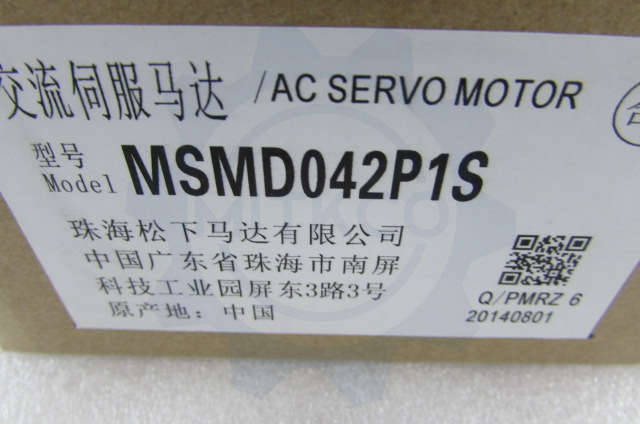 交流伺服马达 /AC SERVO MOTOR
型号
Model MSMD042P1S
珠海松下马达有限公司
中国广东省珠海市南屏
科技工业园屏东3路3号
原产地: 中国
Q/PMRZ 6
20140801
MITKCO